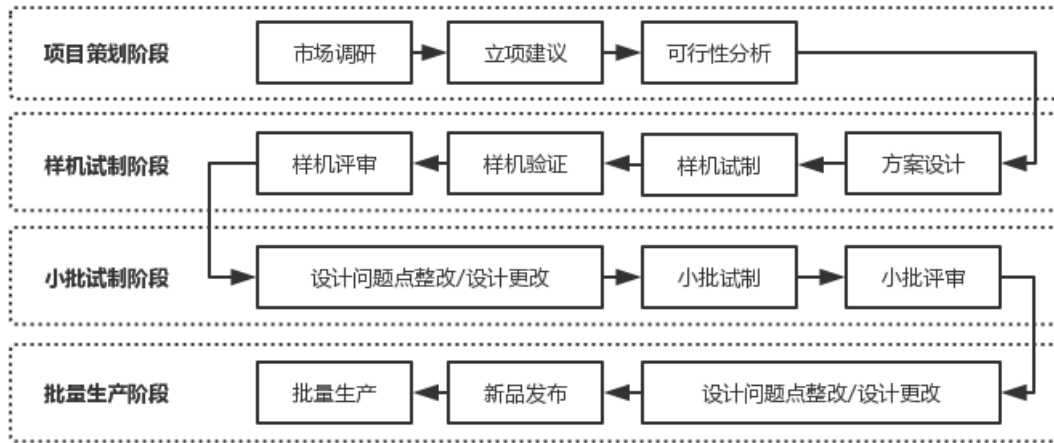 项目策划阶段 市场调研 立项建议 可行性分析
样机试制阶段 样机评审 样机验证 样机试制 方案设计
小批试制阶段 设计问题点整改/设计更改 小批试制 小批评审
批量生产阶段 批量生产 新品发布 设计问题点整改/设计更改